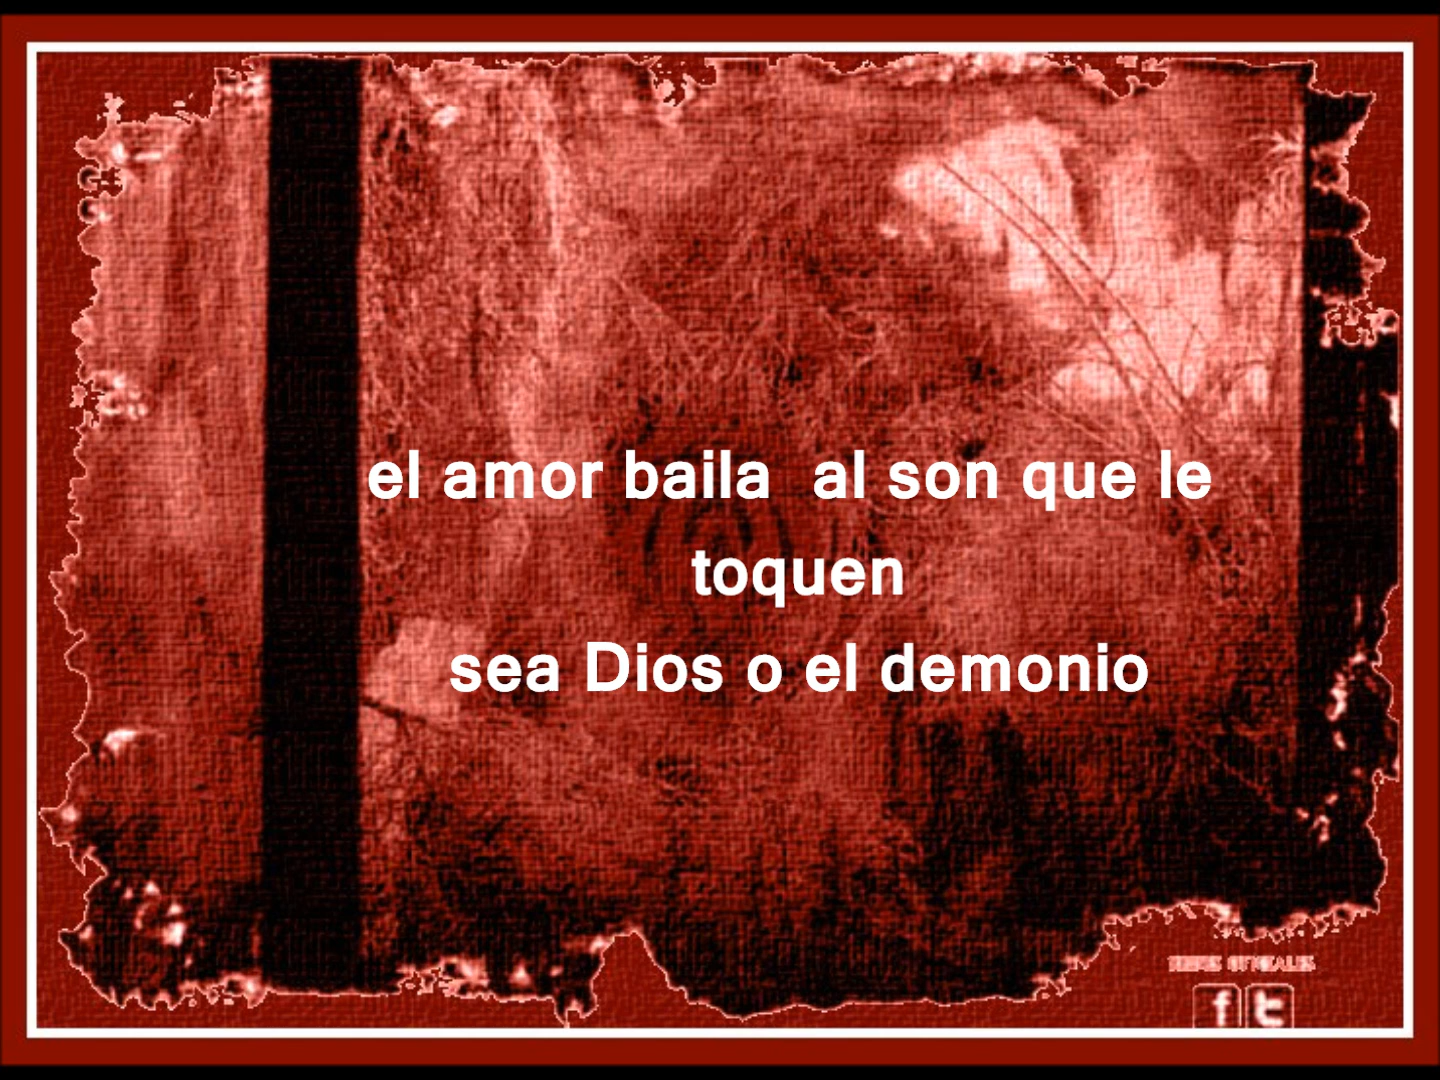 el amor baila  al son que le
toquen
sea Dios o el demonio
f t